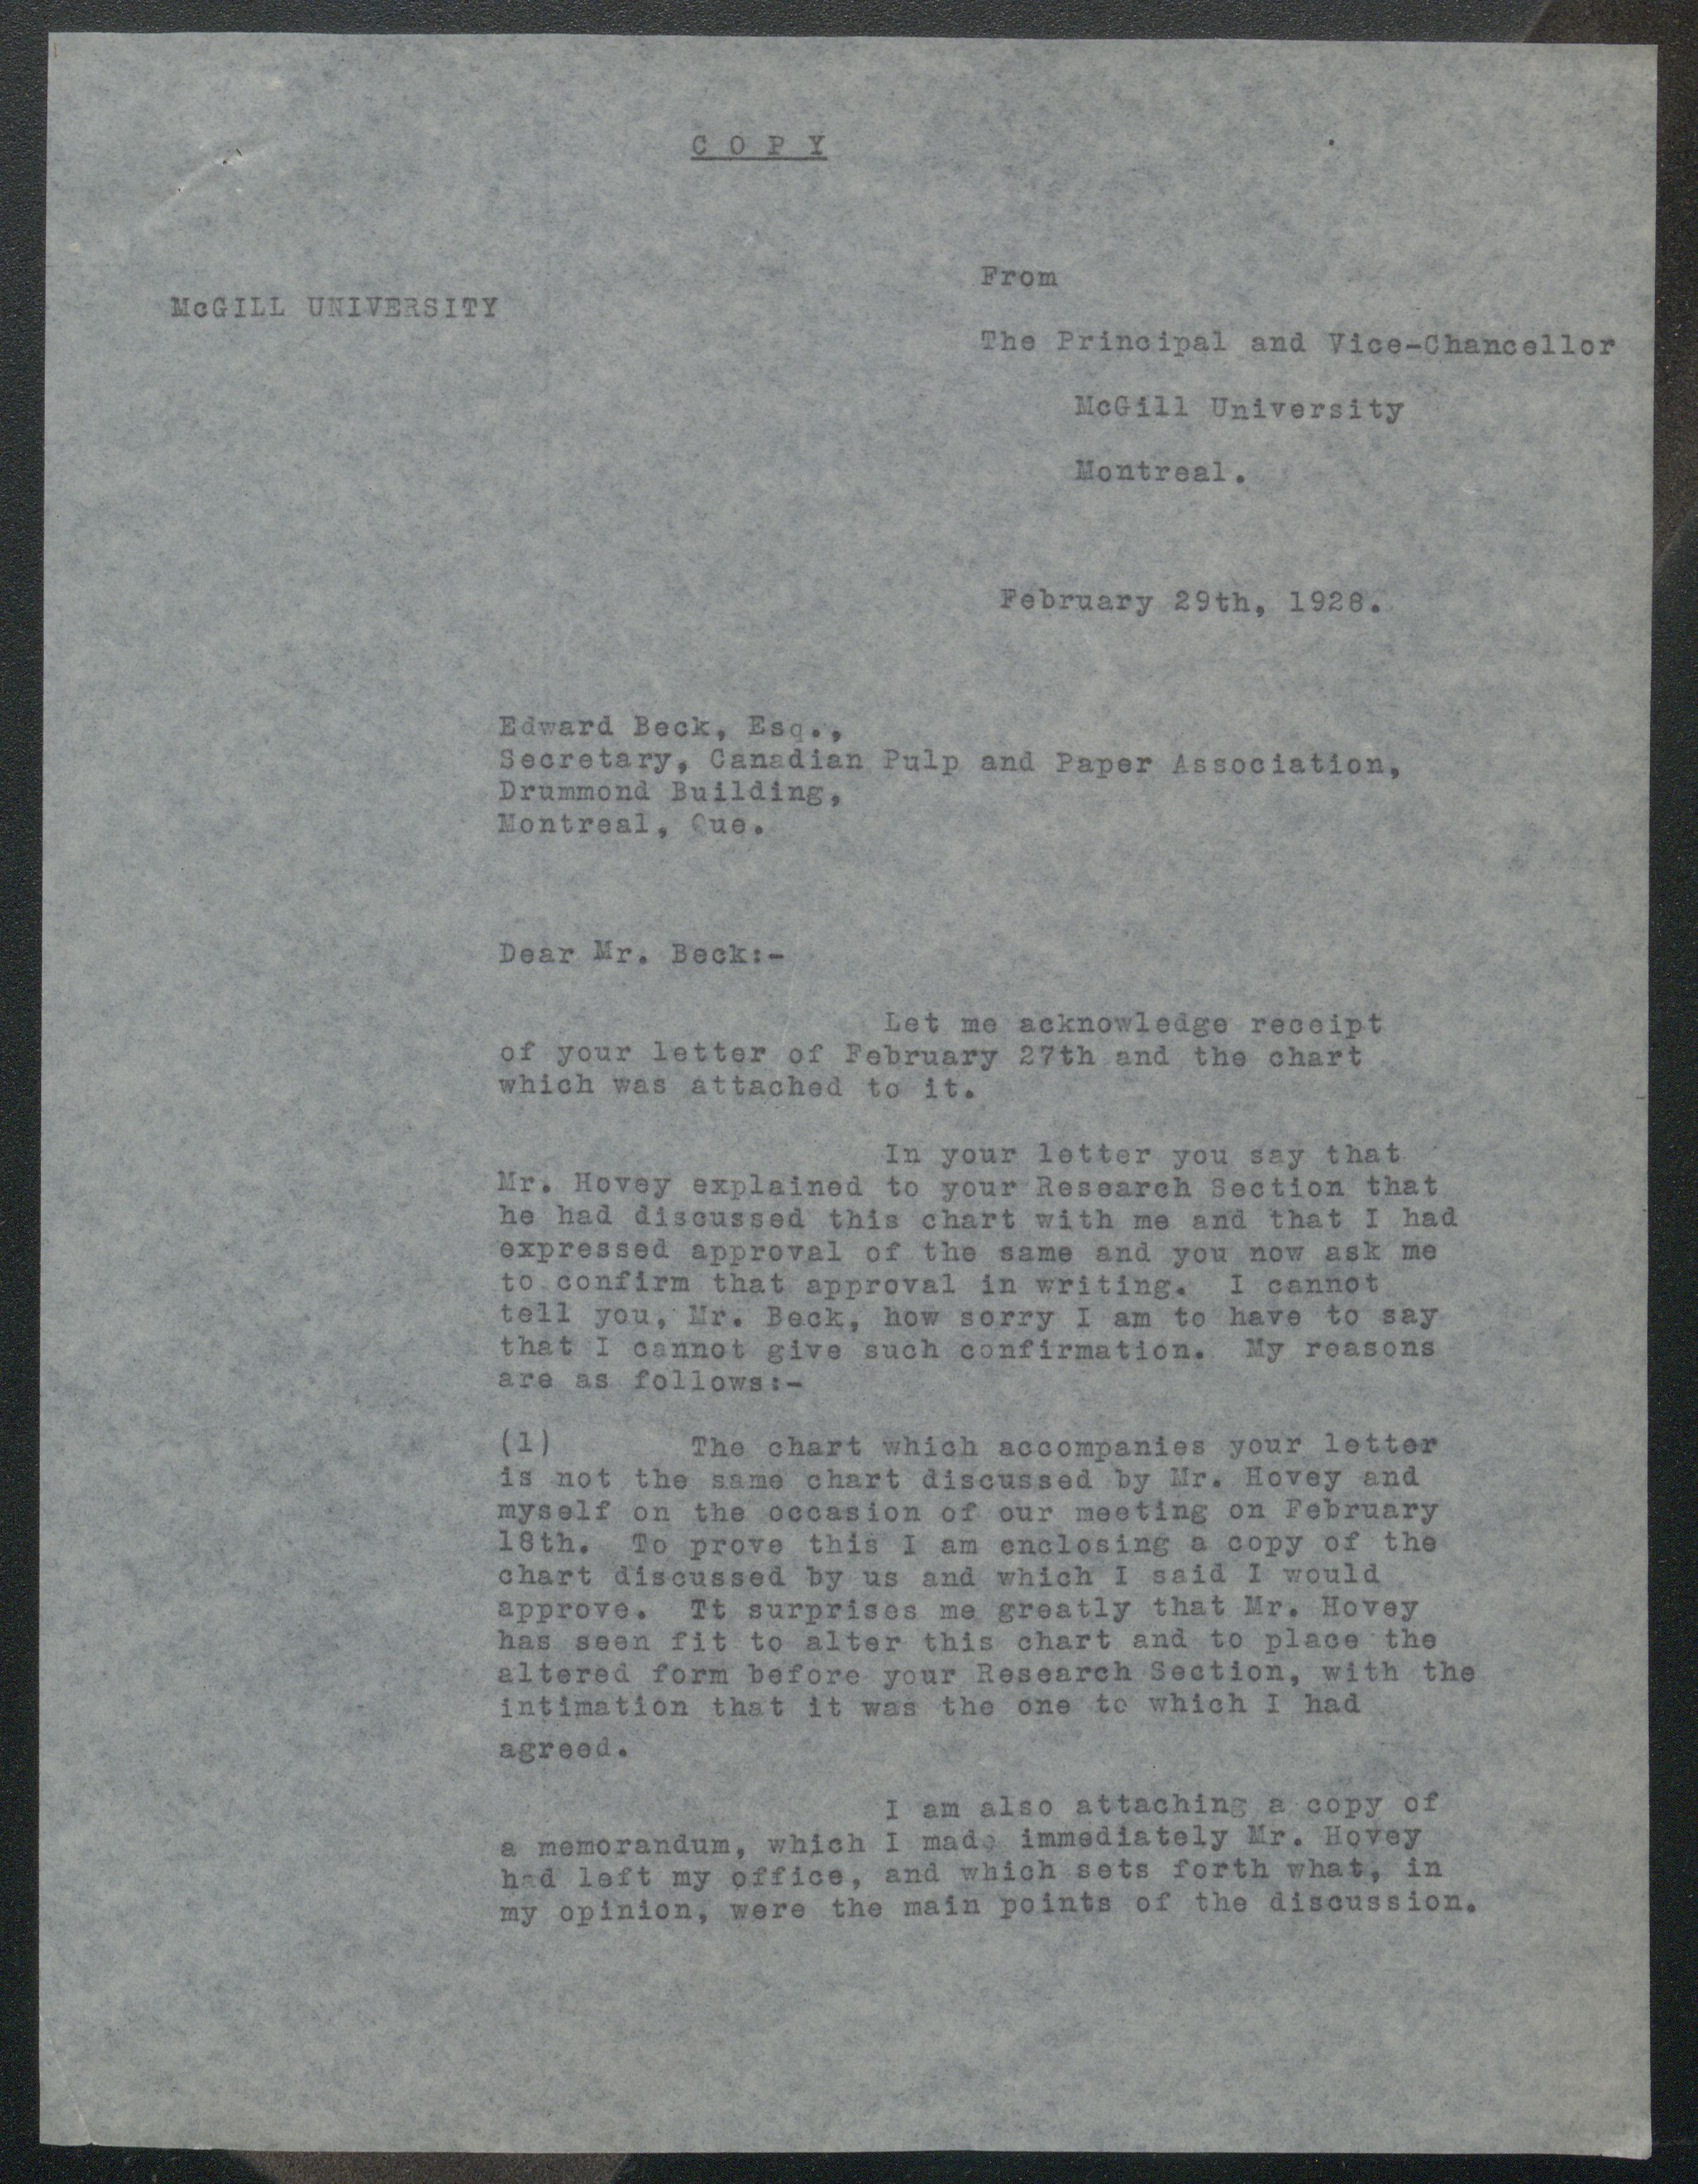 C O P Y
From
McGILL UNIVERSITY
The Principal and Vice-Chancellor
McGill University
Montreal.
February 29th, 1928.
Edward Beck, Esq.,
Secretary, Canadian Pulp and Paper Association,
Drummond Building,
Montreal, Que.
Dear Mr. Beck:-
Let me acknowledge receipt
of your letter of February 27th and the chart
which was attached to it.
In your letter you say that
Mr. Hovey explained to your Research Section that
he had discussed this chart with me and that I had
expressed approval of the same and you now ask me
to confirm that approval in writing. I cannot
tell you, Mr. Beck, how sorry I am to have to say
that I cannot give such confirmation. My reasons
are as follows:-
(1) The chart which accompanies your letter
is not the same chart discussed by Mr. Hovey and
myself on the occasion of our meeting on February
18th. To prove this I am enclosing a copy of the
chart discussed by us and which I said I would
approve. Tt surprises me greatly that Mr. Hovey
has seen fit to alter this chart and to place the
altered form before your Research Section, with the
intimation that it was the one to which I had
agreed.
I am also attaching a copy of
a memorandum, which I made immediately Mr. Hovey
had left my office, and which sets forth what, in
my opinion, were the main points of the discussion.